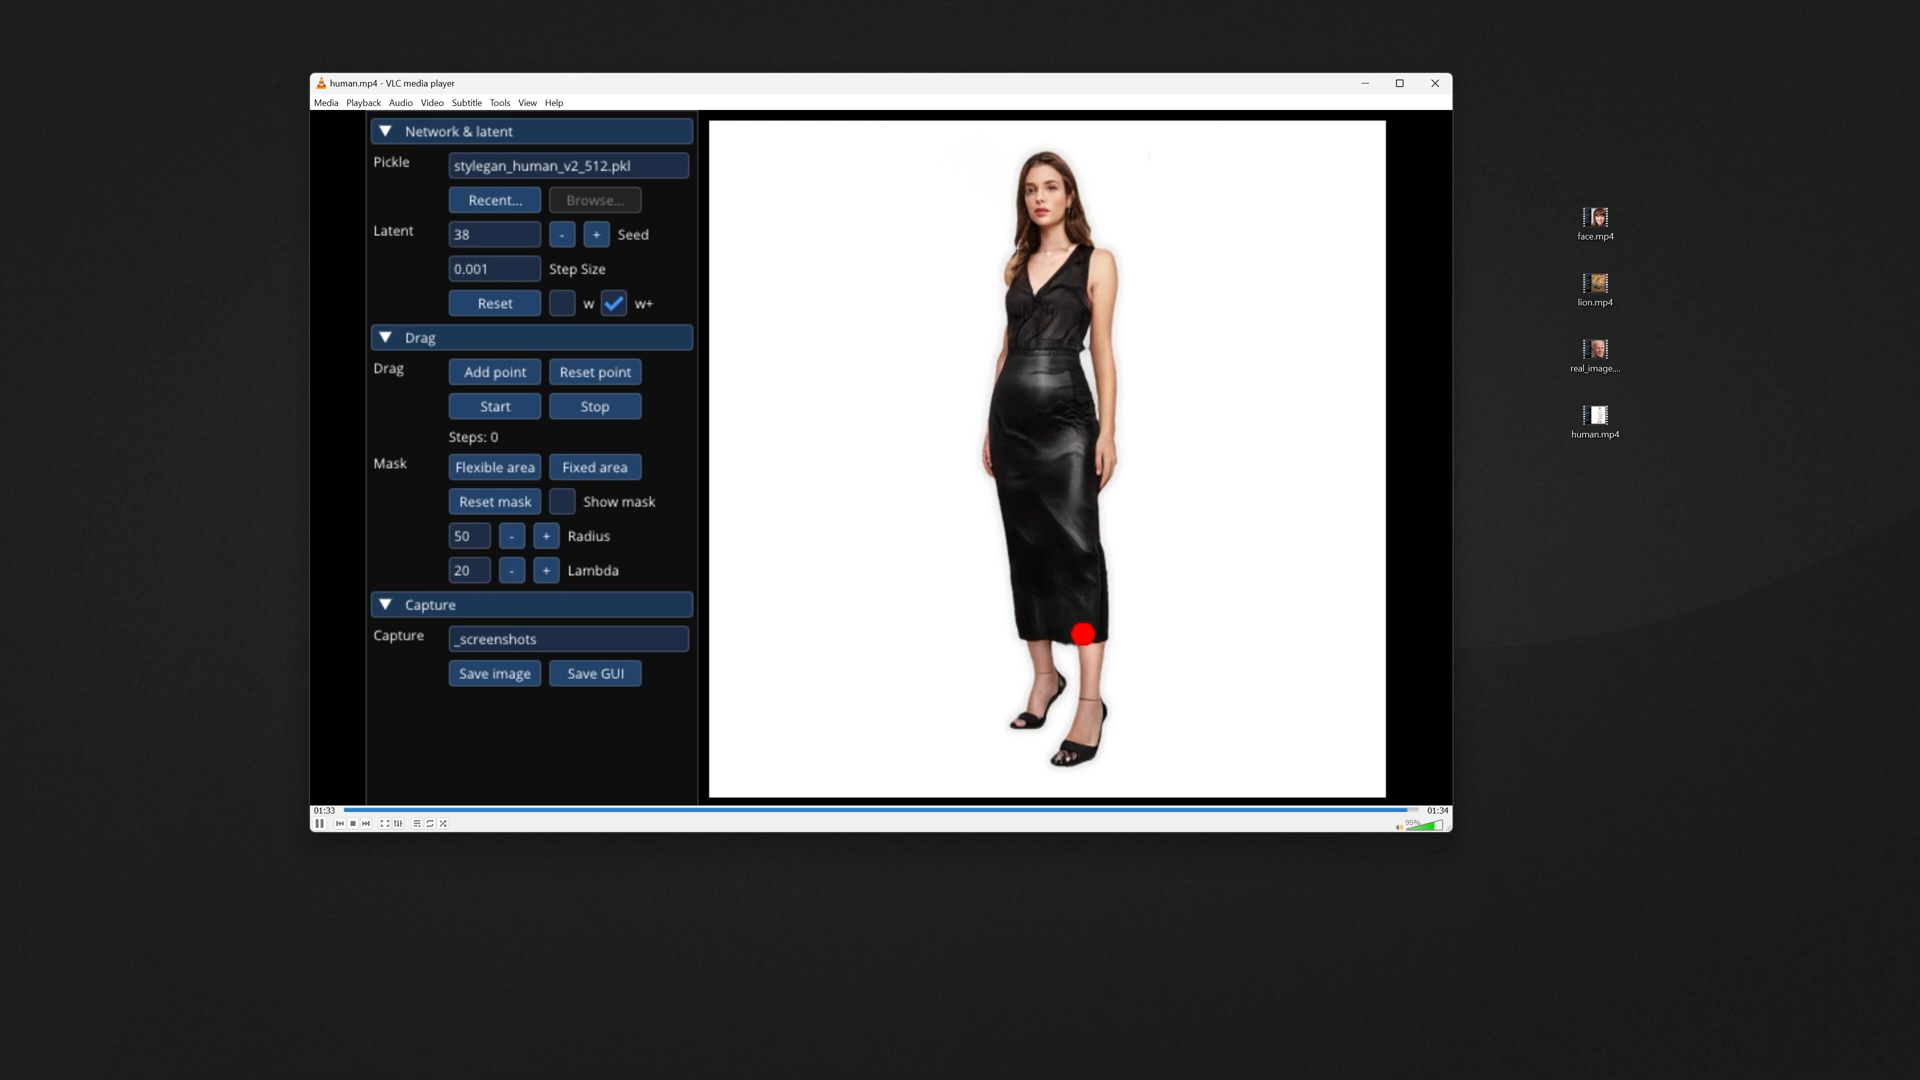 human.mp4 - VLC media player
Media Playback Audio Video Subtitle Tools View Help
Network & latent
Pickle stylegan_human_v2_512.pkl
Recent... Browse...
Latent 38 - + Seed
0.001 Step Size
Reset w w+
Drag
Drag Add point Reset point
Start Stop
Steps: 0
Mask Flexible area Fixed area
Reset mask Show mask
50 - + Radius
20 - + Lambda
Capture
Capture _screenshots
Save image Save GUI
01:33 01:34
95%
face.mp4
lion.mp4
real_image....
human.mp4